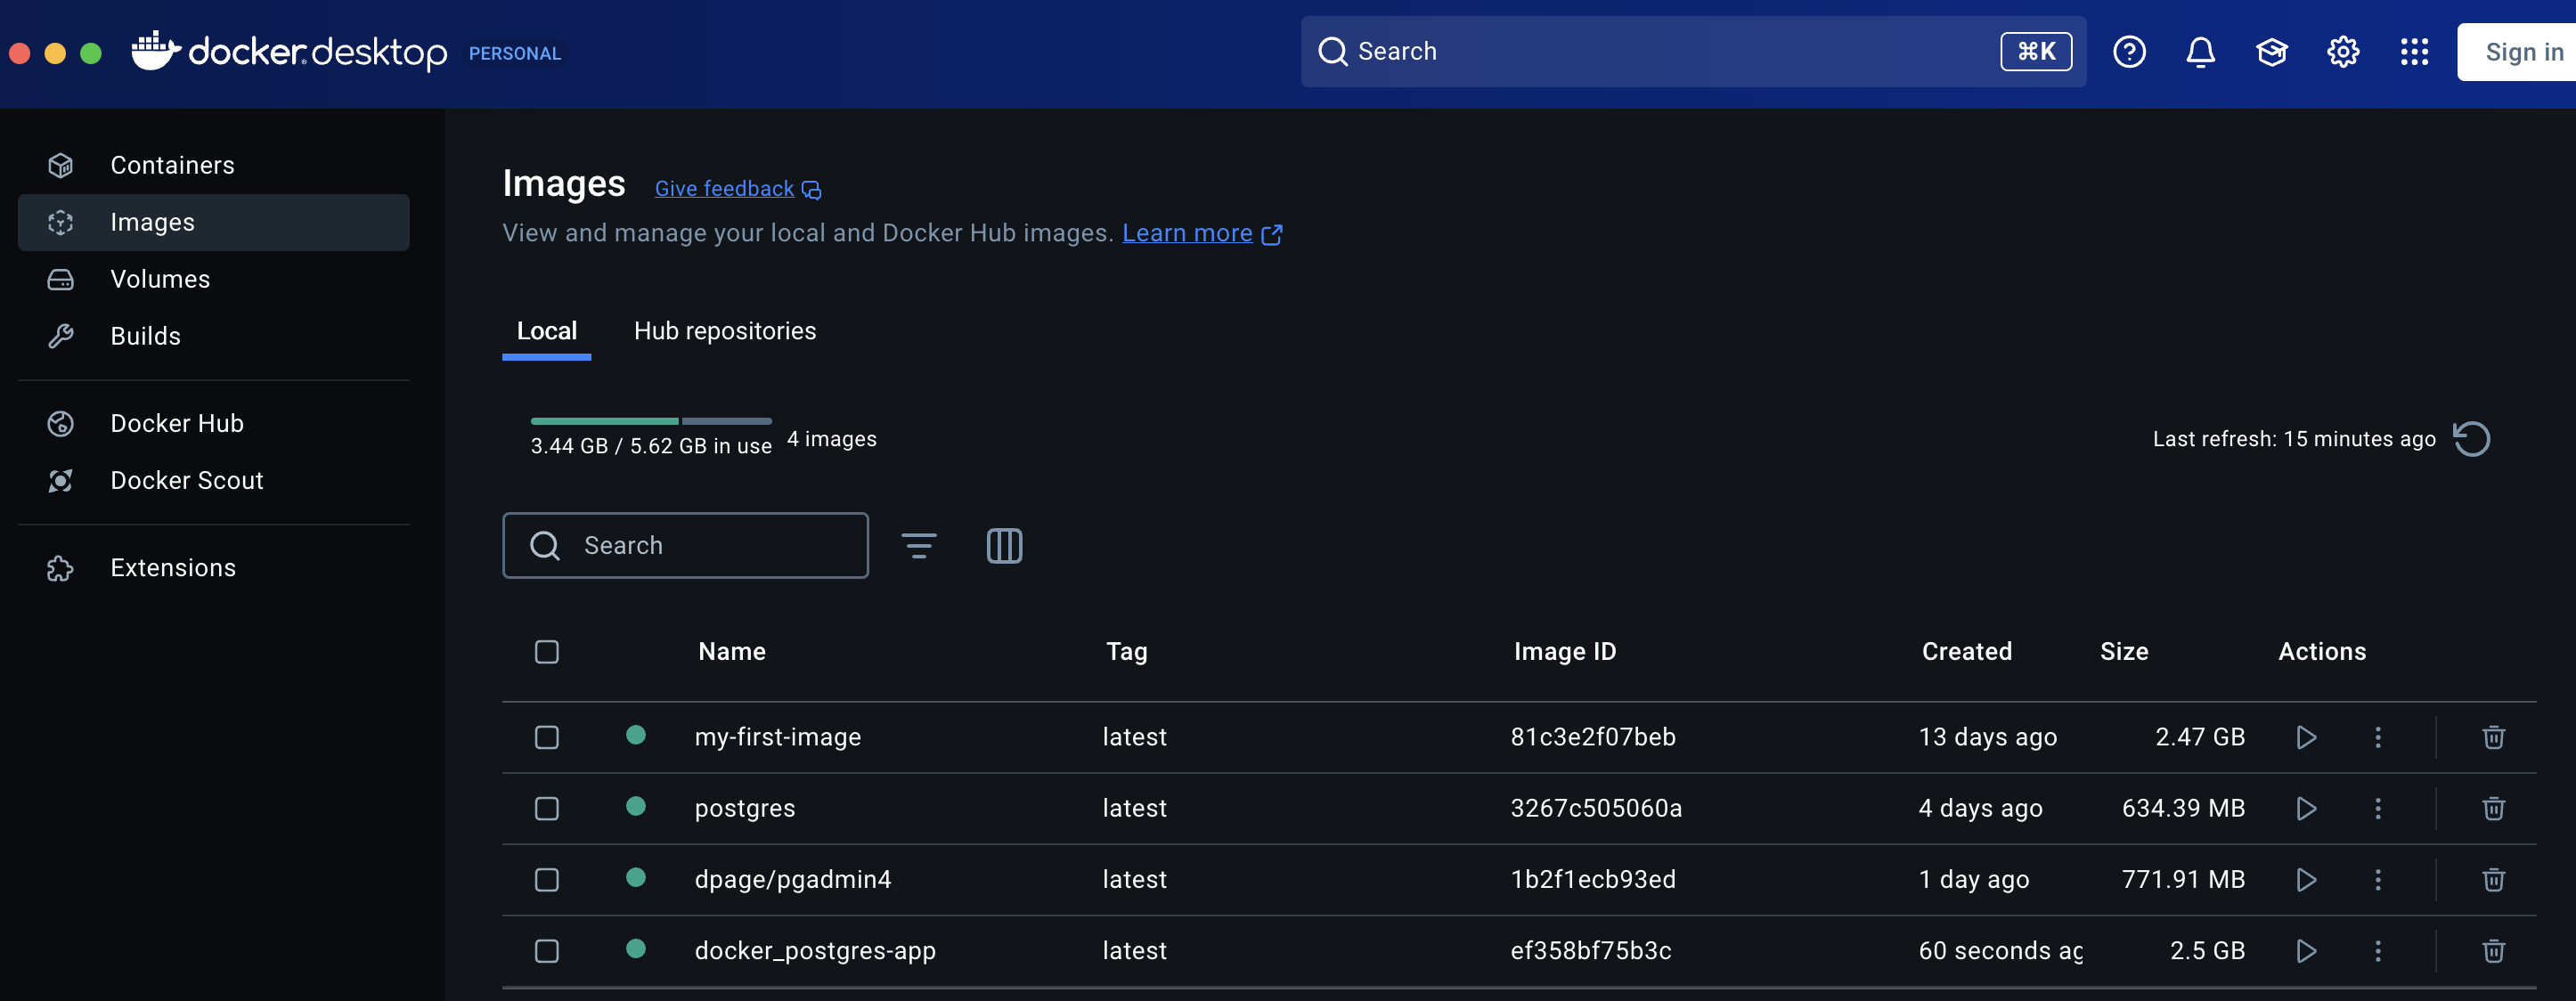 docker desktop PERSONAL
Search ⌘K
Sign in
Containers
Images
Volumes
Builds
Docker Hub
Docker Scout
Extensions
Images Give feedback
View and manage your local and Docker Hub images. Learn more
Local Hub repositories
3.44 GB / 5.62 GB in use 4 images
Last refresh: 15 minutes ago
Search
Name Tag Image ID Created Size Actions
my-first-image latest 81c3e2f07beb 13 days ago 2.47 GB
postgres latest 3267c505060a 4 days ago 634.39 MB
dpage/pgadmin4 latest 1b2f1ecb93ed 1 day ago 771.91 MB
docker_postgres-app latest ef358bf75b3c 60 seconds ag 2.5 GB